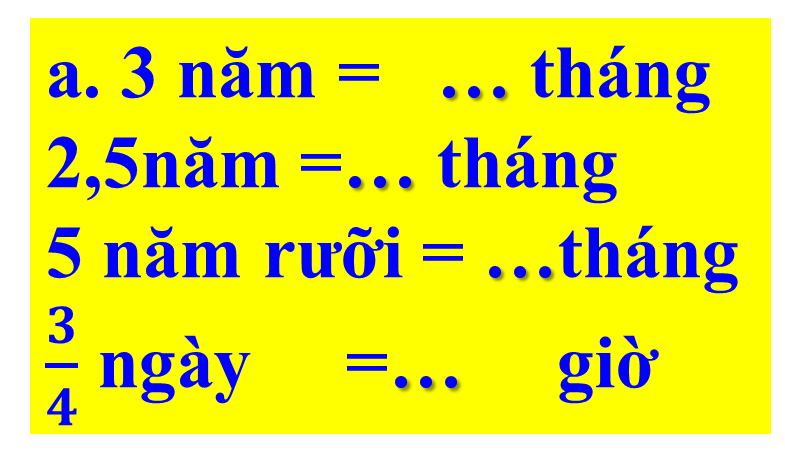 a. 3 năm = … tháng
2,5năm =… tháng
5 năm rưỡi = …tháng
3/4 ngày =… giờ